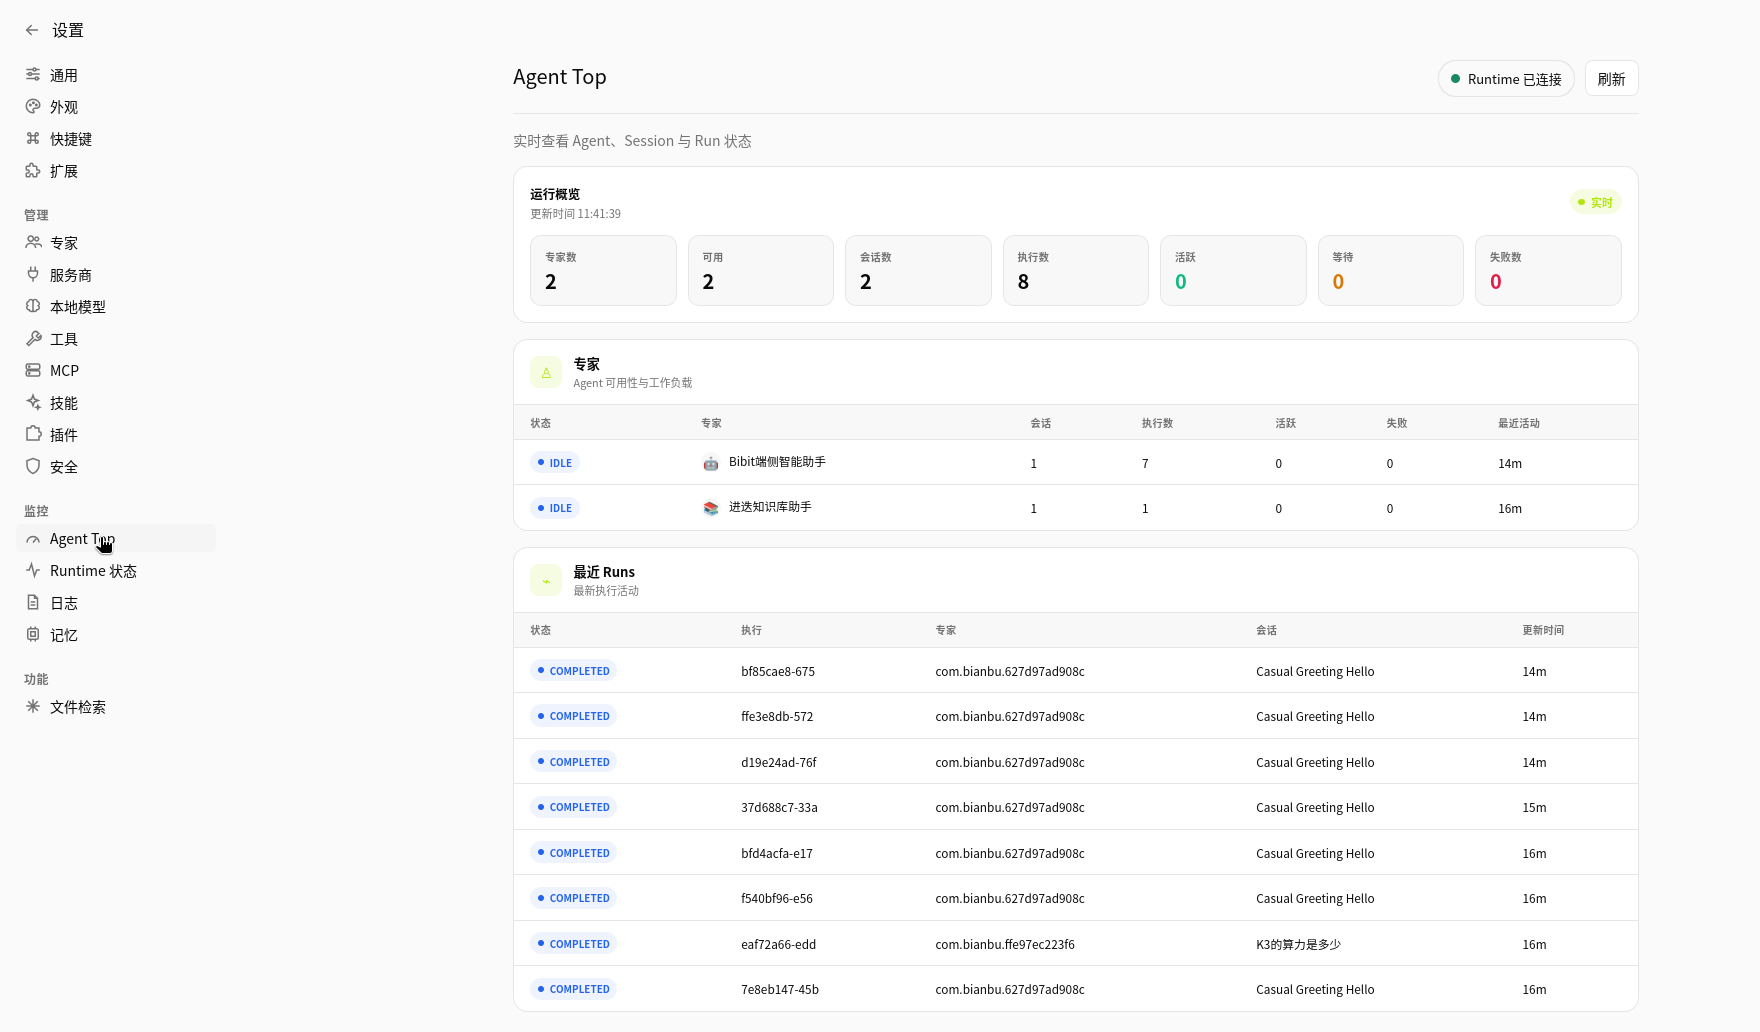 设置
通用
外观
快捷键
扩展
管理
专家
服务商
本地模型
工具
MCP
技能
插件
安全
监控
Agent Top
Runtime 状态
日志
记忆
功能
文件检索
Agent Top
Runtime 已连接
刷新
实时查看 Agent、Session 与 Run 状态
运行概览
更新时间 11:41:39
实时
专家数 可用 会话数 执行数 活跃 等待 失败数
2 2 2 8 0 0 0
专家
Agent 可用性与工作负载
状态 专家 会话 执行数 活跃 失败 最近活动
IDLE Bibit端侧智能助手 1 7 0 0 14m
IDLE 进迭知识库助手 1 1 0 0 16m
最近 Runs
最新执行活动
状态 执行 专家 会话 更新时间
COMPLETED bf85cae8-675 com.bianbu.627d97ad908c Casual Greeting Hello 14m
COMPLETED ffe3e8db-572 com.bianbu.627d97ad908c Casual Greeting Hello 14m
COMPLETED d19e24ad-76f com.bianbu.627d97ad908c Casual Greeting Hello 14m
COMPLETED 37d688c7-33a com.bianbu.627d97ad908c Casual Greeting Hello 15m
COMPLETED bfd4acfa-e17 com.bianbu.627d97ad908c Casual Greeting Hello 16m
COMPLETED f540bf96-e56 com.bianbu.627d97ad908c Casual Greeting Hello 16m
COMPLETED eaf72a66-edd com.bianbu.ffe97ec223f6 K3的算力是多少 16m
COMPLETED 7e8eb147-45b com.bianbu.627d97ad908c Casual Greeting Hello 16m